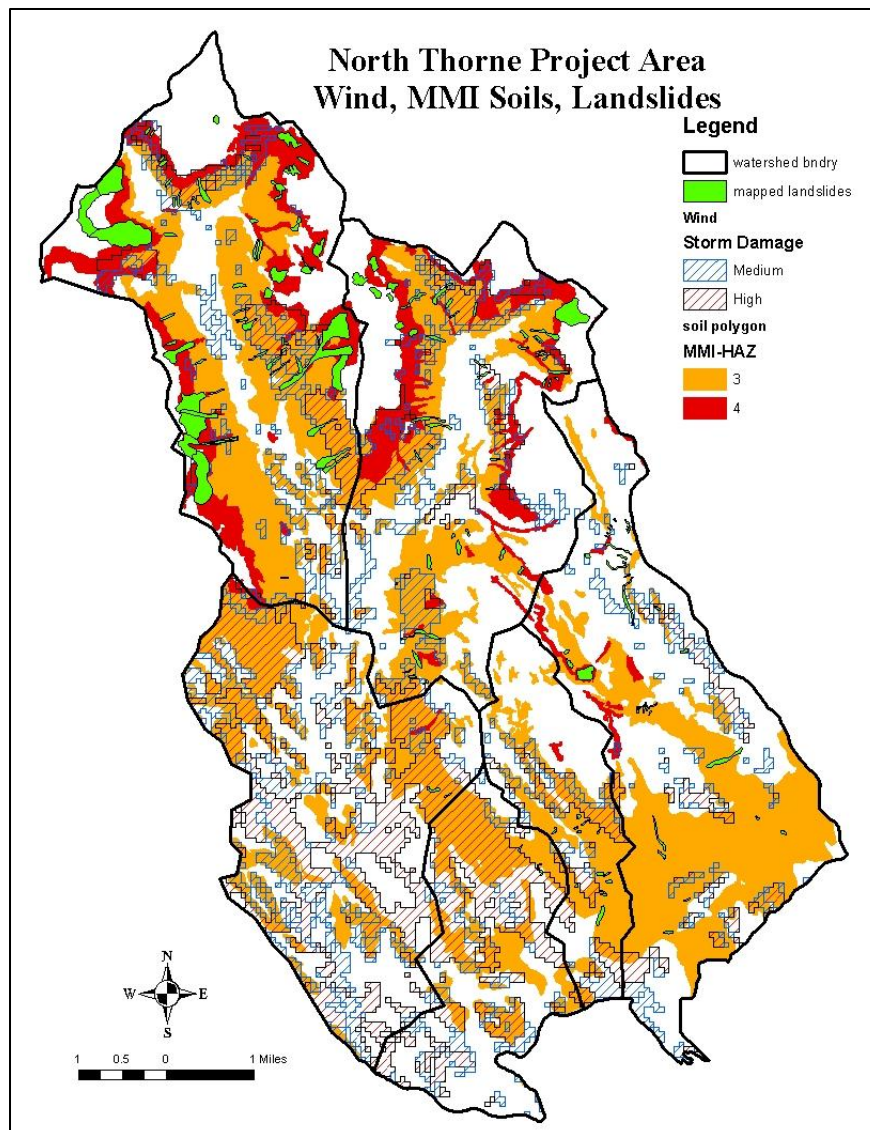 North Thorne Project Area
Wind, MMI Soils, Landslides
Legend
watershed bndry
mapped landslides
Wind
Storm Damage
Medium
High
soil polygon
MMI-HAZ
3
4
N
W E
S
1 0.5 0 1 Miles